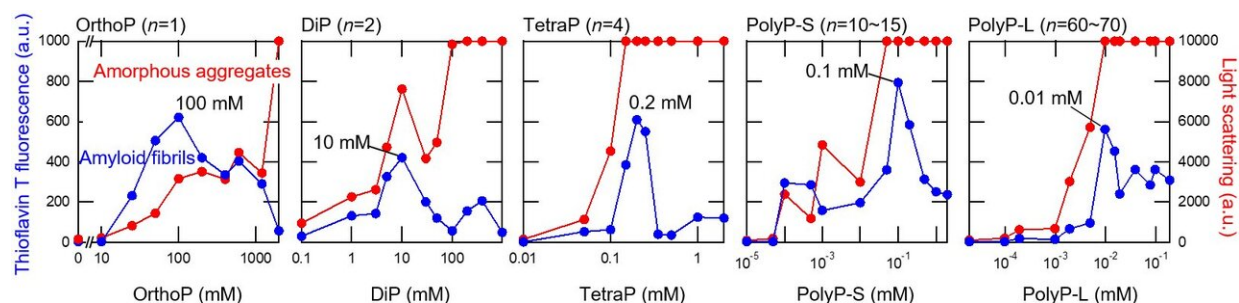 OrthoP (n=1)
DiP (n=2)
TetraP (n=4)
PolyP-S (n=10~15)
PolyP-L (n=60~70)
Thioflavin T fluorescence (a.u.)
1000
800
600
400
200
0
Amorphous aggregates
100 mM
Amyloid fibrils
10 mM
0.2 mM
0.1 mM
0.01 mM
10000
8000
6000
4000
2000
0
Light scattering (a.u.)
0 10 100 1000
0.1 1 10 100
0.01 0.1 1
10-5 10-3 10-1
10-4 10-3 10-2 10-1
OrthoP (mM)
DiP (mM)
TetraP (mM)
PolyP-S (mM)
PolyP-L (mM)